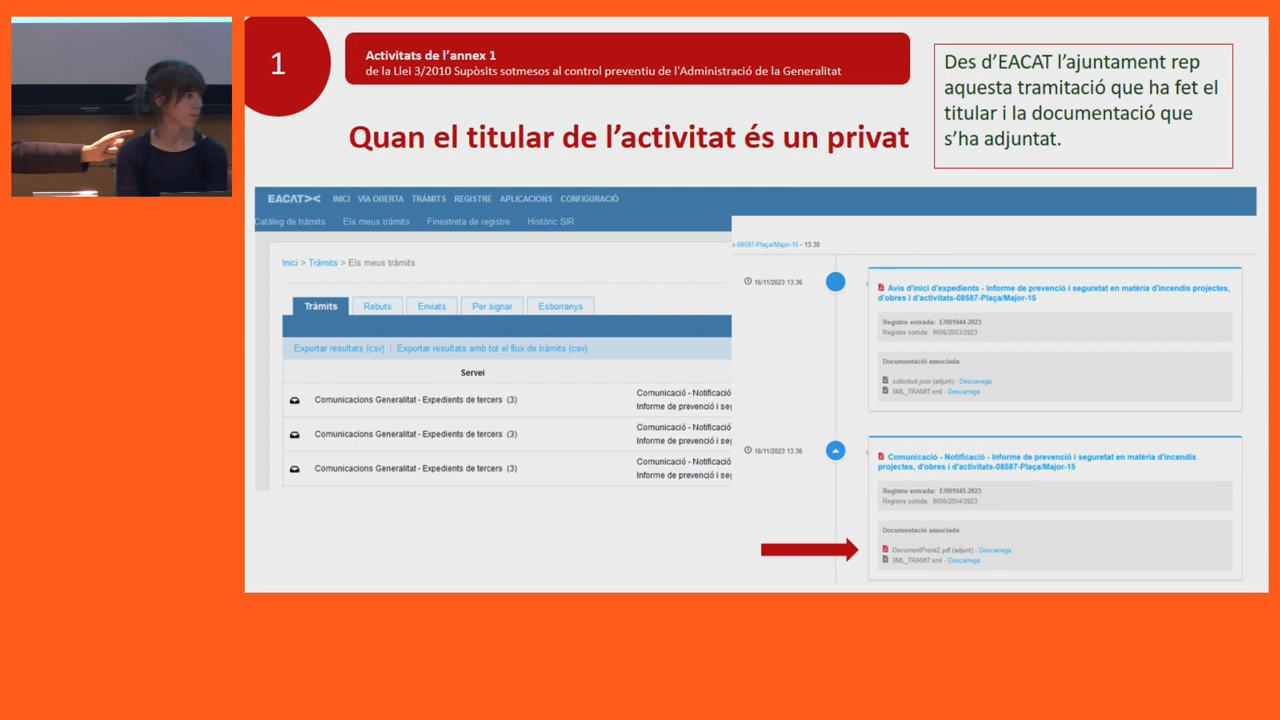 1
Activitats de l'annex 1
de la Llei 3/2010 Supòsits sotmesos al control preventiu de l'Administració de la Generalitat
Quan el titular de l'activitat és un privat
Des d'EACAT l'ajuntament rep
aquesta tramitació que ha fet el
titular i la documentació que
s'ha adjuntat.
EACAT INICI VIA OBERTA TRÀMITS REGISTRE APLICACIONS CONFIGURACIÓ
Catàleg de tràmits Els meus tràmits Finestreta de registre Històric SIR
Inici > Tràmits > Els meus tràmits
Tràmits Rebuts Enviats Per signar Esborranys
Exportar resultats (csv) | Exportar resultats amb tot el flux de tràmits (csv)
Servei
Comunicacions Generalitat - Expedients de tercers (3)
Comunicació - Notificació
Informe de prevenció i seg
Comunicacions Generalitat - Expedients de tercers (3)
Comunicació - Notificació
Informe de prevenció i seg
Comunicacions Generalitat - Expedients de tercers (3)
Comunicació - Notificació
Informe de prevenció i seg
s-08587-Plaça/Major-15 - 13:30
16/11/2023 13:36
Avis d'inici d'expedients - Informe de prevenció i seguretat en matèria d'incendis projectes,
d'obres i d'activitats-08587-Plaça/Major-15
Registre entrada: E/001044-2023
Registre sortida: 9056/2053/2023
Documentació associada
sollicitud.json (adjunt) - Descarrega
XML_TRAMIT.xml - Descarrega
16/11/2023 13:36
Comunicació - Notificació - Informe de prevenció i seguretat en matèria d'incendis
projectes, d'obres i d'activitats-08587-Plaça/Major-15
Registre entrada: E/001045-2023
Registre sortida: 9056/2054/2023
Documentació associada
DocumentProva2.pdf (adjunt) - Descarrega
XML_TRAMIT.xml - Descarrega